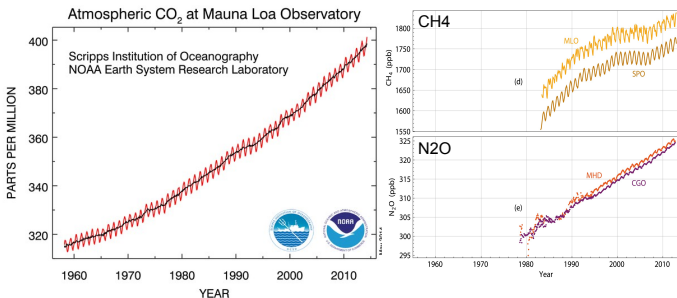 Atmospheric CO2 at Mauna Loa Observatory
Scripps Institution of Oceanography
NOAA Earth System Research Laboratory
PARTS PER MILLION
400
380
360
340
320
1960
1970
1980
1990
2000
2010
YEAR
NOAA
CH4
CH4 (ppb)
1800
1750
1700
1650
1600
1550
(d)
MLO
SPO
N2O
N2O (ppb)
325
320
315
310
305
300
295
(e)
MHD
CGO
1960
1970
1980
1990
2000
2010
Year